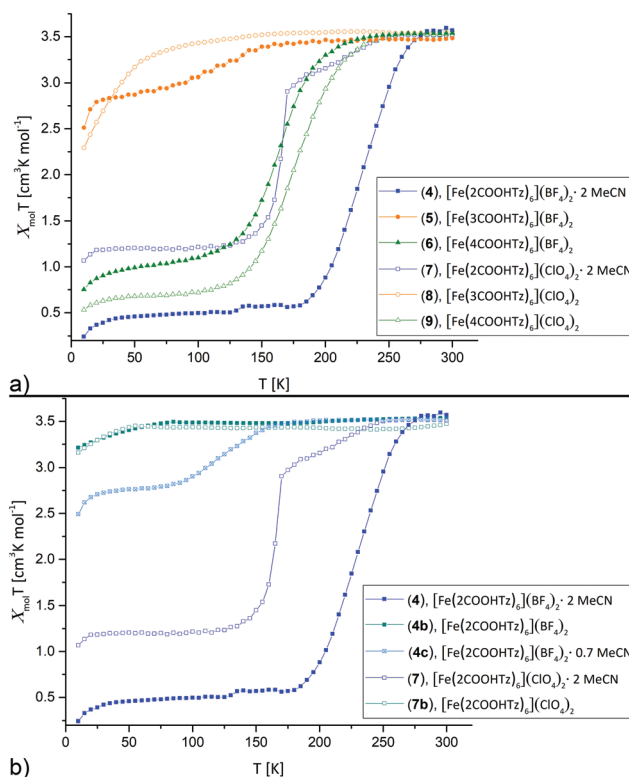 4.0
3.5
3.0
2.5
2.0
1.5
1.0
0.5
0 50 100 150 200 250 300
T [K]
χmolT [cm³K mol⁻¹]
(4), [Fe(2COOHTz)₆](BF₄)₂· 2 MeCN
(5), [Fe(3COOHTz)₆](BF₄)₂
(6), [Fe(4COOHTz)₆](BF₄)₂
(7), [Fe(2COOHTz)₆](ClO₄)₂· 2 MeCN
(8), [Fe(3COOHTz)₆](ClO₄)₂
(9), [Fe(4COOHTz)₆](ClO₄)₂
a)
3.5
3.0
2.5
2.0
1.5
1.0
0.5
0 50 100 150 200 250 300
T [K]
χmolT [cm³K mol⁻¹]
(4), [Fe(2COOHTz)₆](BF₄)₂· 2 MeCN
(4b), [Fe(2COOHTz)₆](BF₄)₂
(4c), [Fe(2COOHTz)₆](BF₄)₂· 0.7 MeCN
(7), [Fe(2COOHTz)₆](ClO₄)₂· 2 MeCN
(7b), [Fe(2COOHTz)₆](ClO₄)₂
b)